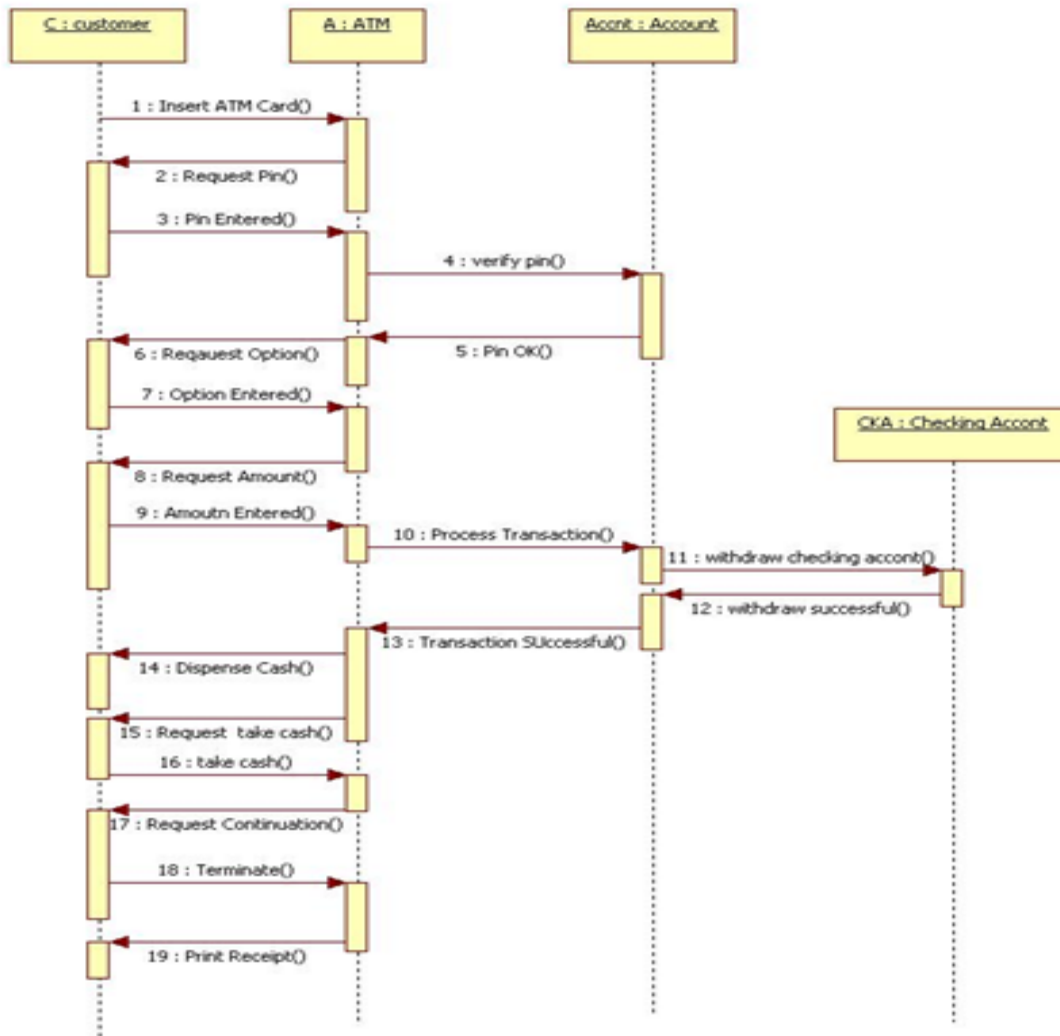 C : customer
A : ATM
Accnt : Account
1 : Insert ATM Card()
2 : Request Pin()
3 : Pin Entered()
4 : verify pin()
5 : Pin OK()
6 : Reqauest Option()
7 : Option Entered()
CKA : Checking Accont
8 : Request Amount()
9 : Amoutn Entered()
10 : Process Transaction()
11 : withdraw checking accont()
12 : withdraw successful()
13 : Transaction SUccessful()
14 : Dispense Cash()
15 : Request take cash()
16 : take cash()
17 : Request Continuation()
18 : Terminate()
19 : Print Receipt()